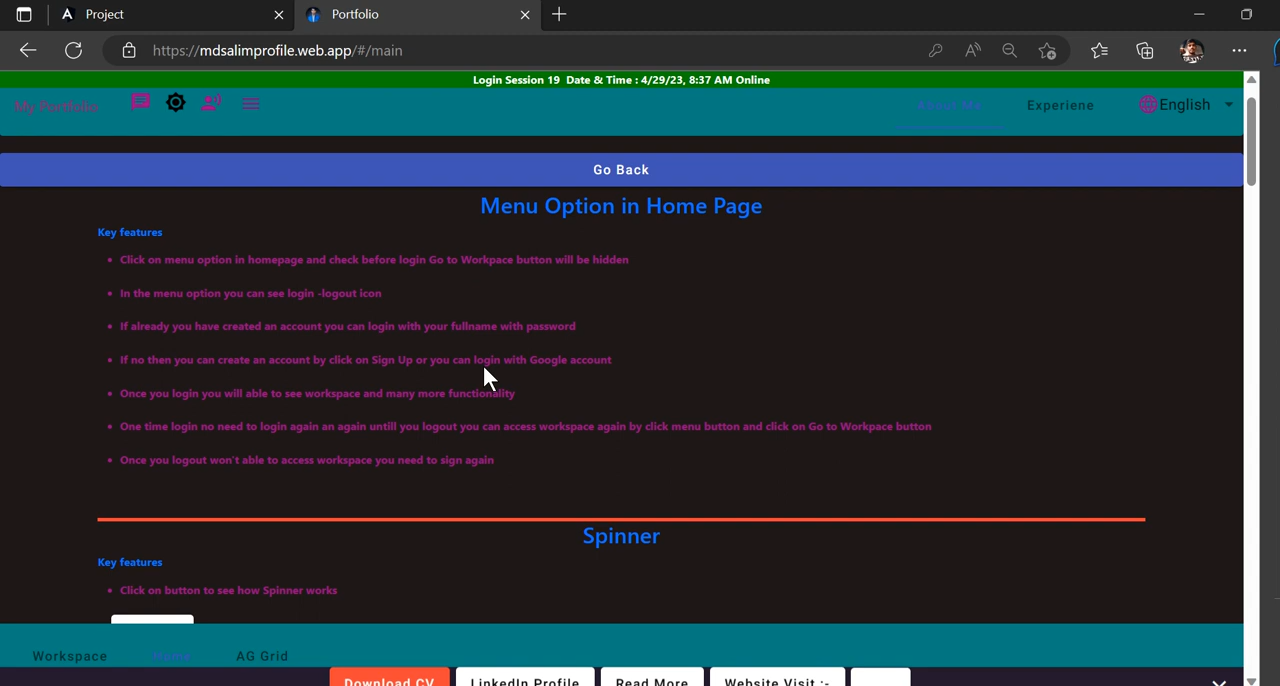 Project
Portfolio
https://mdsalimprofile.web.app/#/main
Login Session 19 Date & Time : 4/29/23, 8:37 AM Online
My Portfolio
About Me
Experiene
English
Go Back
Menu Option in Home Page
Key features
• Click on menu option in homepage and check before login Go to Workpace button will be hidden
• In the menu option you can see login -logout icon
• If already you have created an account you can login with your fullname with password
• If no then you can create an account by click on Sign Up or you can login with Google account
• Once you login you will able to see workspace and many more functionality
• One time login no need to login again an again untill you logout you can access workspace again by click menu button and click on Go to Workpace button
• Once you logout won't able to access workspace you need to sign again
Spinner
Key features
• Click on button to see how Spinner works
Workspace
Home
AG Grid
Download CV
LinkedIn Profile
Read More
Website Visit :-